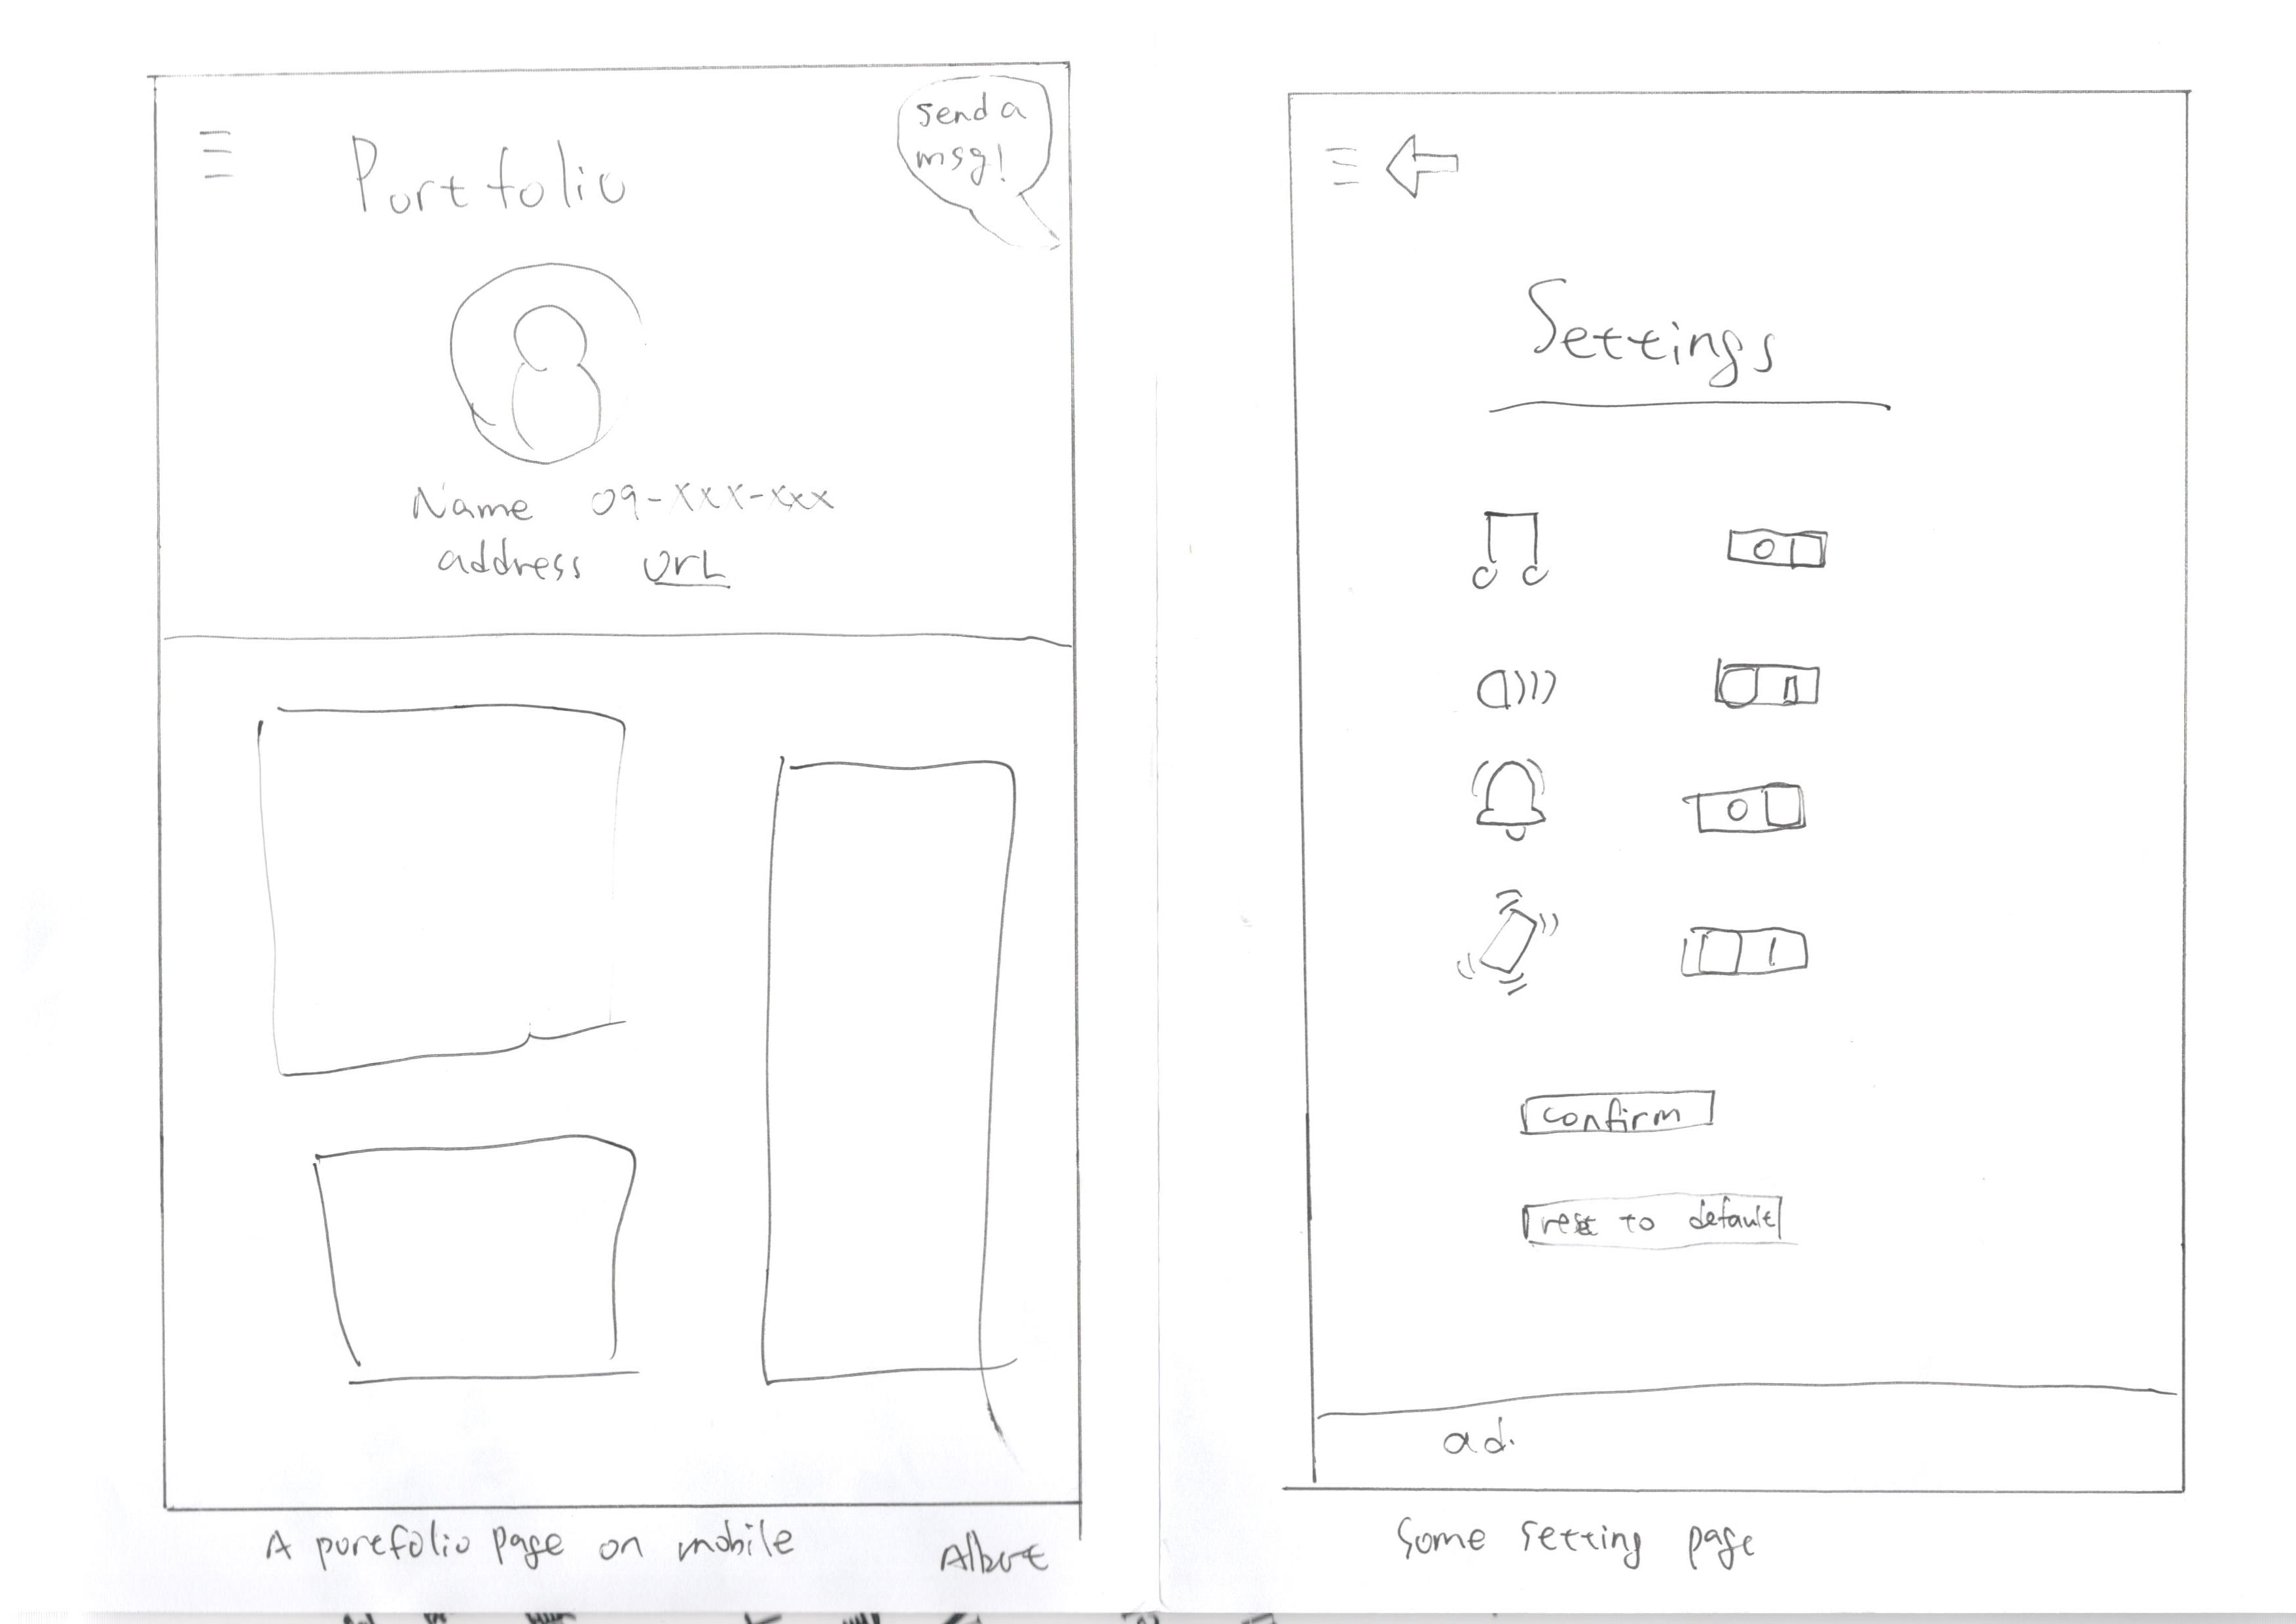 Portfolio
send a
msg!
Name 09-xxx-xxx
address URL
A portfolio page on mobile
Albert
Settings
confirm
reset to default
ad.
Some setting page